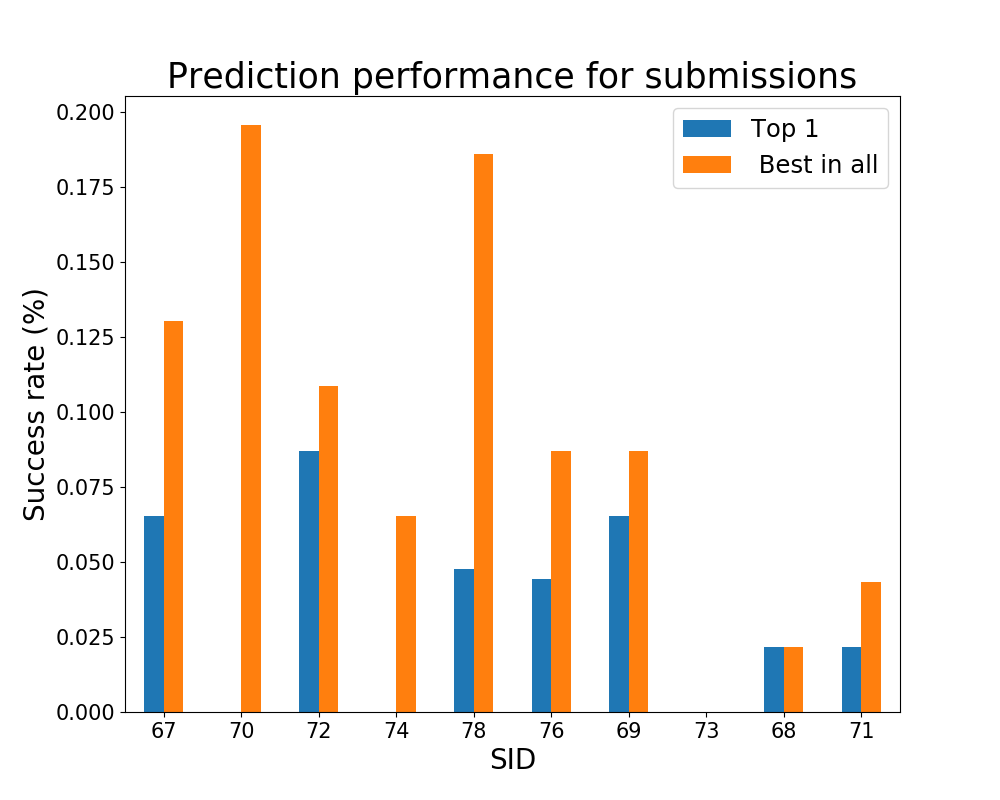 Prediction performance for submissions
Top 1
Best in all
0.200
0.175
0.150
0.125
0.100
0.075
0.050
0.025
0.000
Success rate (%)
67 70 72 74 78 76 69 73 68 71
SID